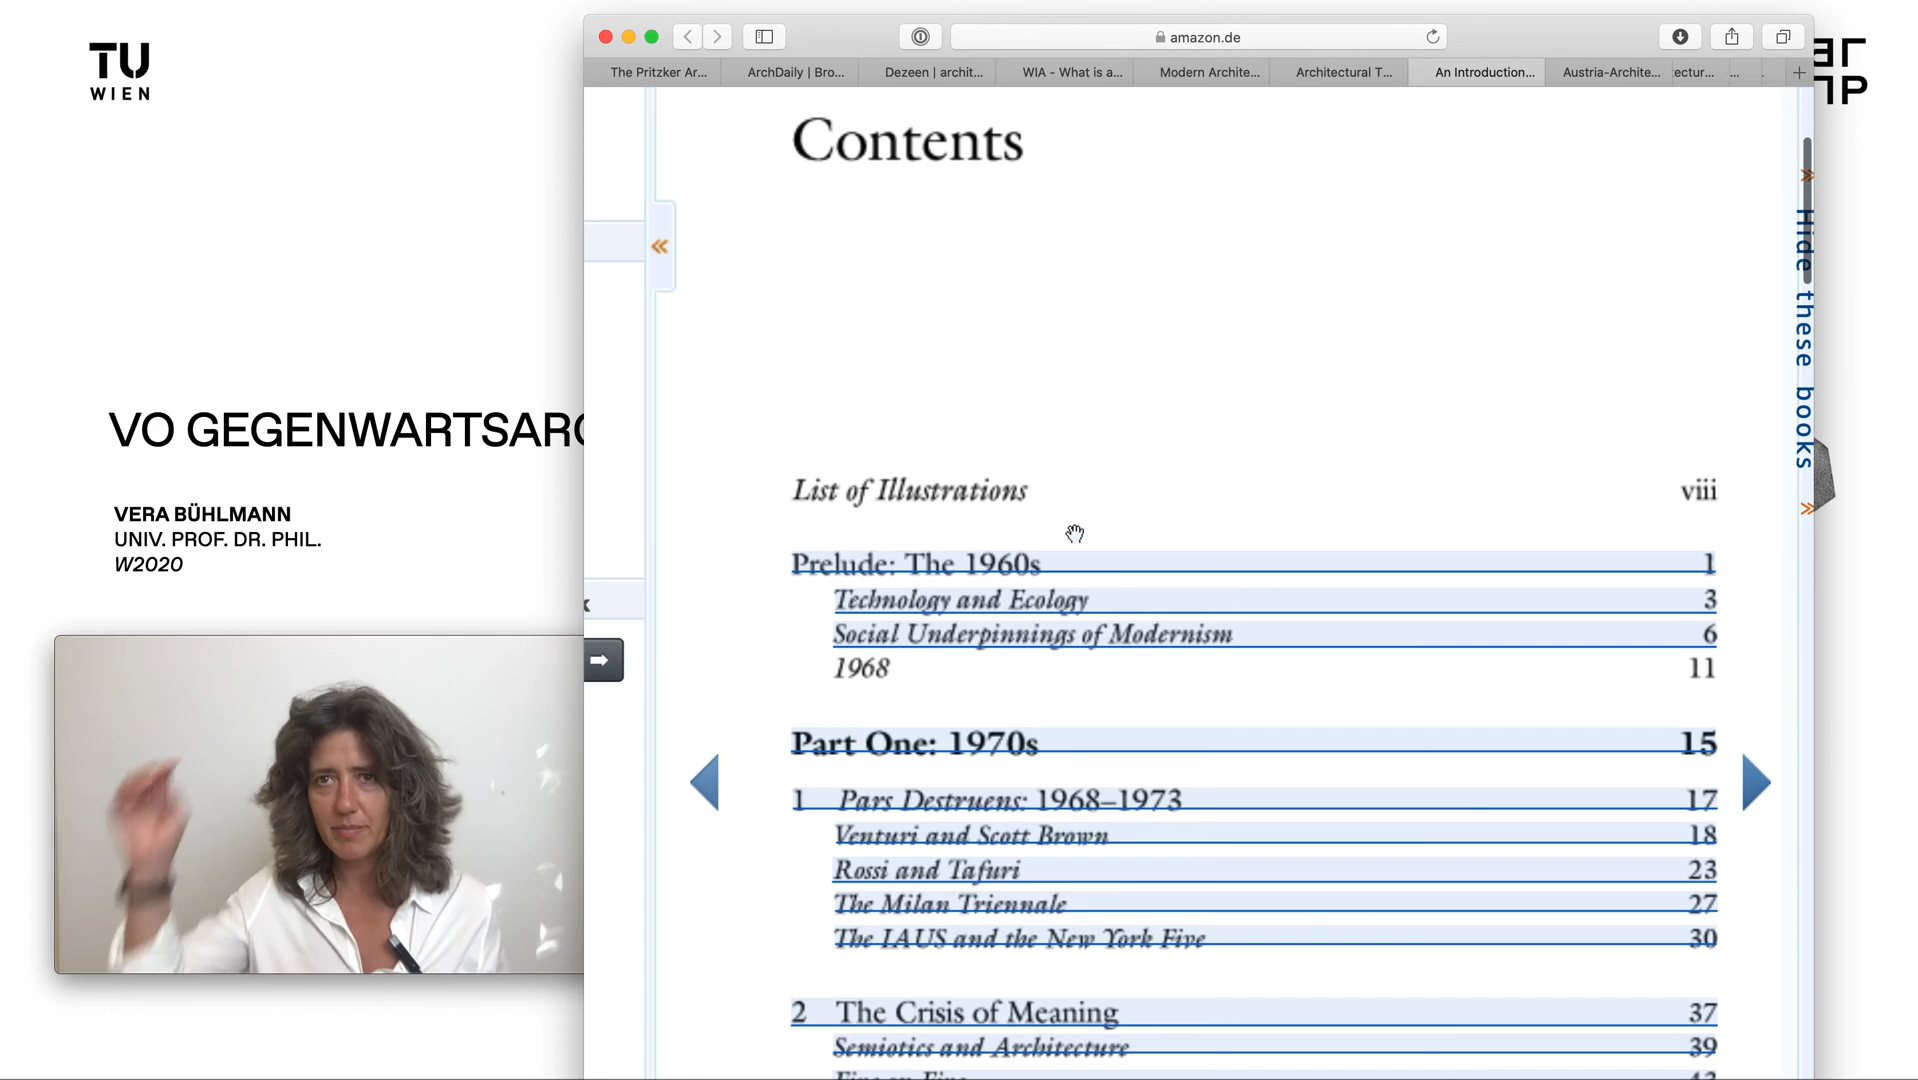 TU
WIEN
VO GEGENWARTSARC
VERA BÜHLMANN
UNIV. PROF. DR. PHIL.
W2020
amazon.de
The Pritzker Ar...
ArchDaily | Bro...
Dezeen | archit...
WIA - What is a...
Modern Archite...
Architectural T...
An Introduction...
Austria-Archite...
tectur...
Contents
List of Illustrations viii
Prelude: The 1960s 1
Technology and Ecology 3
Social Underpinnings of Modernism 6
1968 11
Part One: 1970s 15
1 Pars Destruens: 1968–1973 17
Venturi and Scott Brown 18
Rossi and Tafuri 23
The Milan Triennale 27
The IAUS and the New York Five 30
2 The Crisis of Meaning 37
Semiotics and Architecture 39
Hide these books